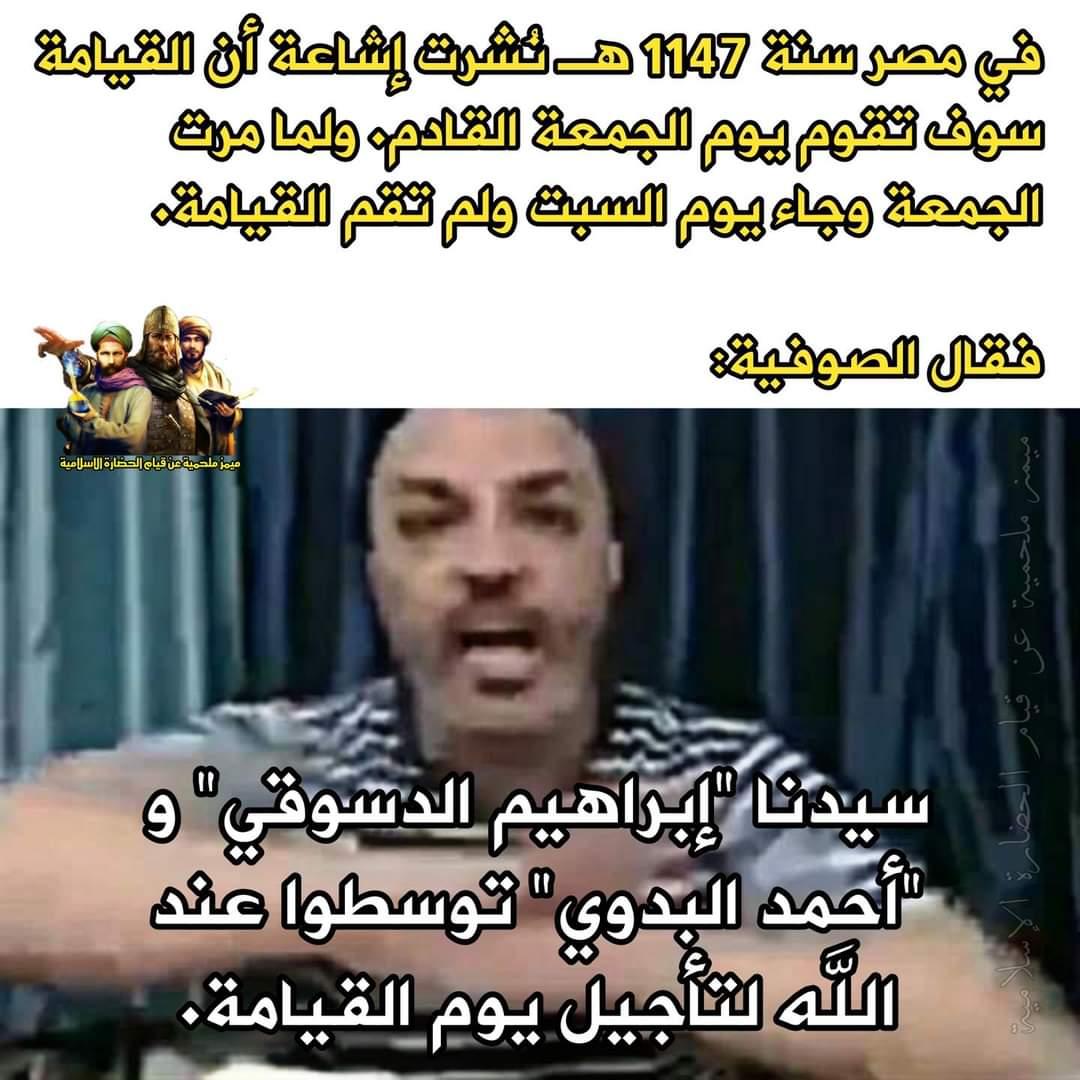 في مصر سنة 1147 هـ نُشرت إشاعة أن القيامة
سوف تقوم يوم الجمعة القادم. ولما مرت
الجمعة وجاء يوم السبت ولم تقم القيامة.
فقال الصوفية:
ميمز ملحمية عن قيام الحضارة الاسلامية
سيدنا "إبراهيم الدسوقي" و
"أحمد البدوي" توسطوا عند
اللَّه لتأجيل يوم القيامة.
ميمز ملحمية عن قيام الحضارة الإسلامية